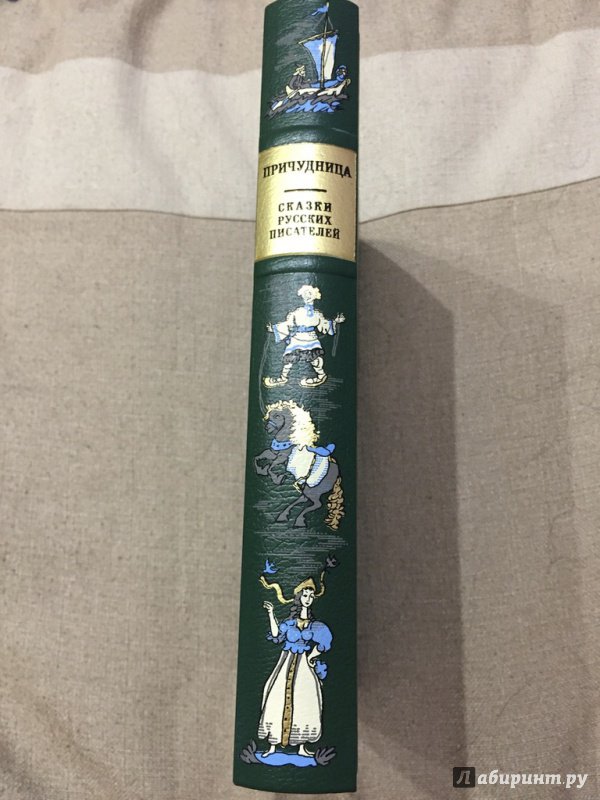 ПРИЧУДНИЦА
СКАЗКИ
РУССКИХ
ПИСАТЕЛЕЙ
Лабиринт.ру